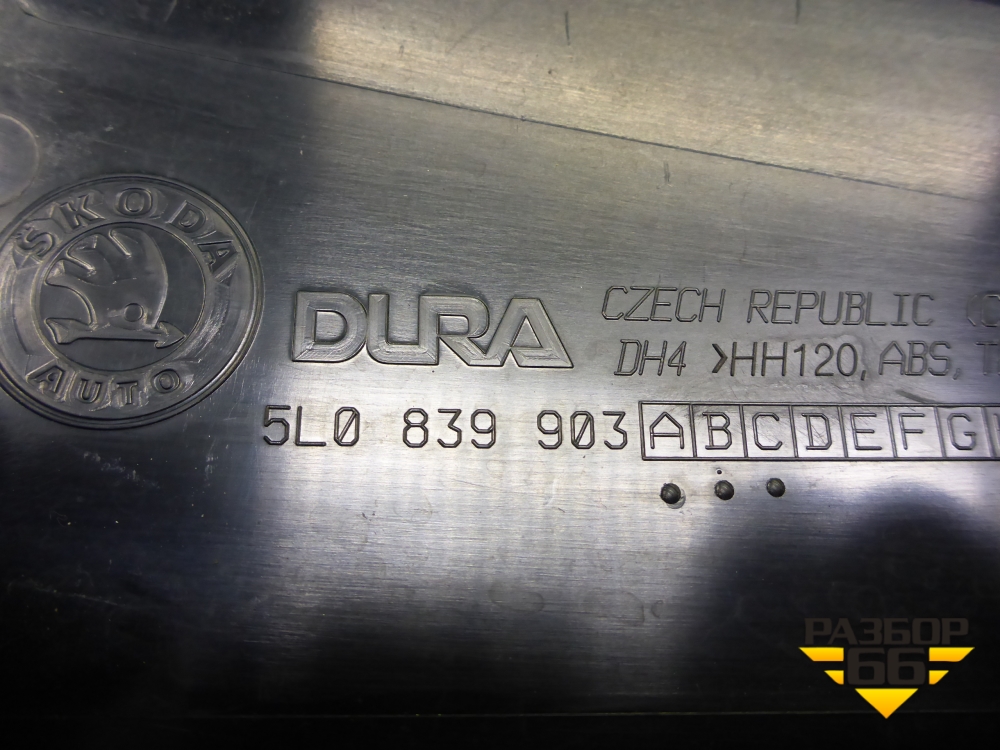 SKODA
AUTO
DURA
CZECH REPUBLIC
DH4 >HH120, ABS,
5L0 839 903 A B C D E F G
РАЗБОР
66